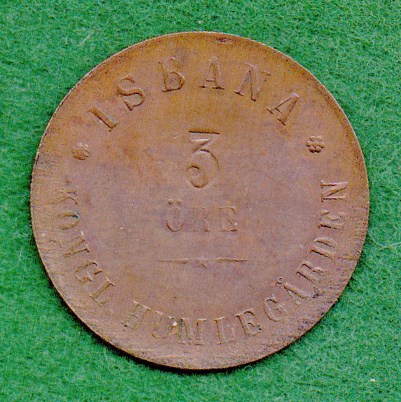 ISBANA
3
ÖRE
KONGL HUMLEGÅRDEN